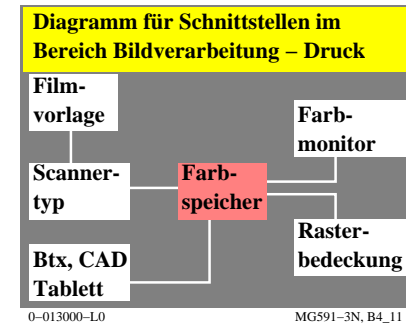 Diagramm für Schnittstellen im
Bereich Bildverarbeitung – Druck
Film-
vorlage
Farb-
monitor
Scanner-
typ
Farb-
speicher
Raster-
bedeckung
Btx, CAD
Tablett
0–013000–L0
MG591–3N, B4_11